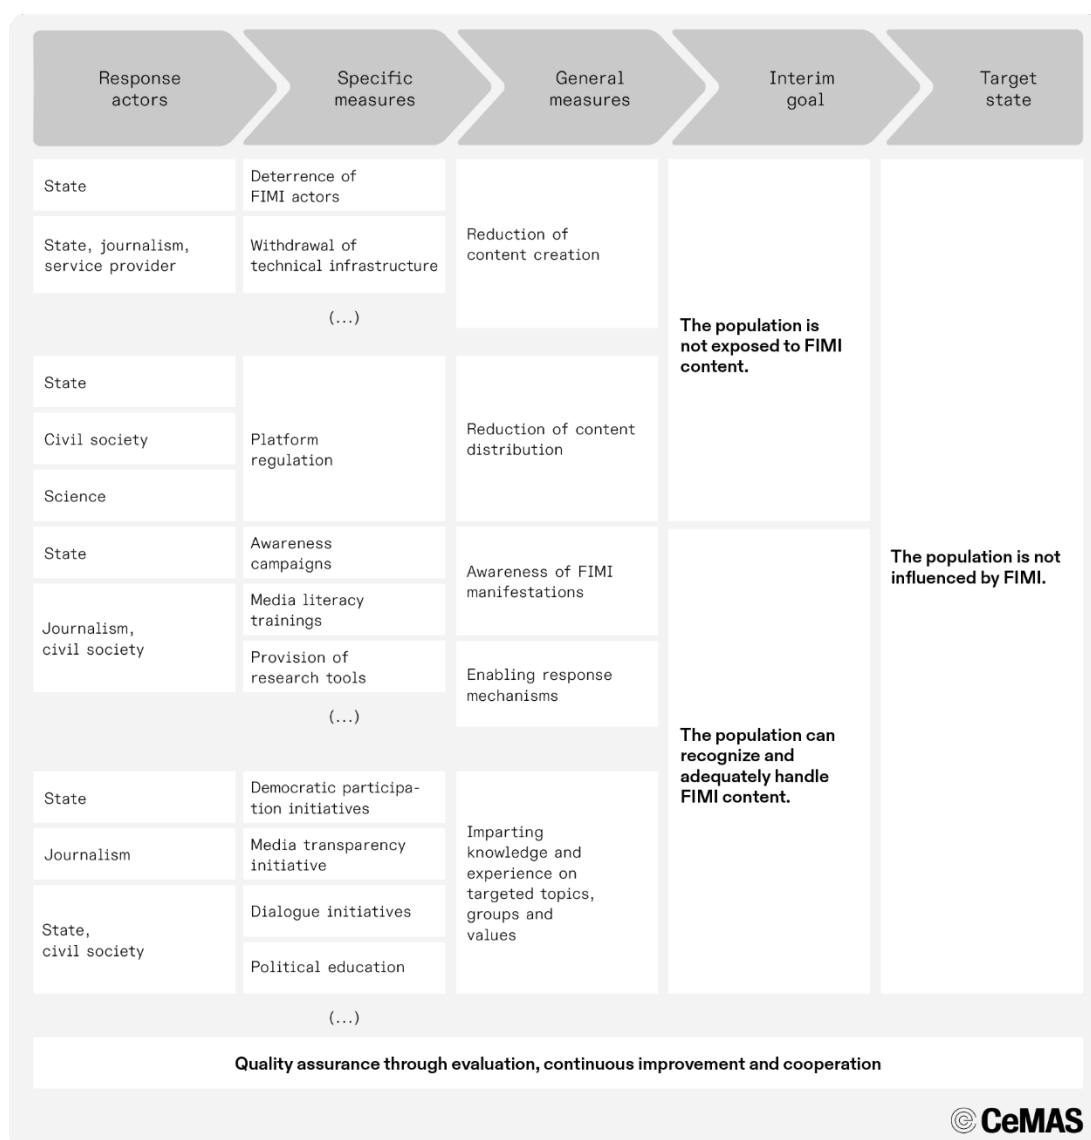 Response
actors
Specific
measures
General
measures
Interim
goal
Target
state
State
Deterrence of
FIMI actors
Reduction of
content creation
State, journalism,
service provider
Withdrawal of
technical infrastructure
(...)
The population is
not exposed to FIMI
content.
State
Civil society
Science
Platform
regulation
Reduction of content
distribution
State
Awareness
campaigns
Awareness of FIMI
manifestations
Journalism,
civil society
Media literacy
trainings
Provision of
research tools
Enabling response
mechanisms
(...)
The population is not
influenced by FIMI.
The population can
recognize and
adequately handle
FIMI content.
State
Democratic participa-
tion initiatives
Journalism
Media transparency
initiative
State,
civil society
Dialogue initiatives
Political education
Imparting
knowledge and
experience on
targeted topics,
groups and
values
(...)
Quality assurance through evaluation, continuous improvement and cooperation
CeMAS